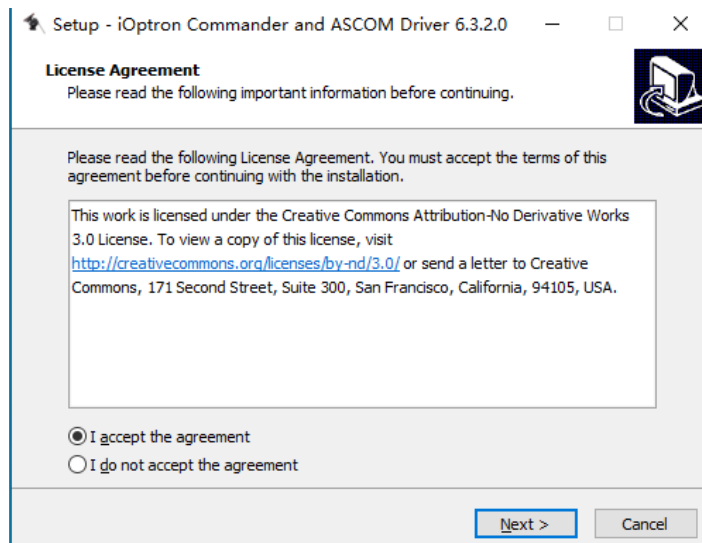 Setup - iOptron Commander and ASCOM Driver 6.3.2.0
License Agreement
Please read the following important information before continuing.
Please read the following License Agreement. You must accept the terms of this
agreement before continuing with the installation.
This work is licensed under the Creative Commons Attribution-No Derivative Works
3.0 License. To view a copy of this license, visit
http://creativecommons.org/licenses/by-nd/3.0/ or send a letter to Creative
Commons, 171 Second Street, Suite 300, San Francisco, California, 94105, USA.
I accept the agreement
I do not accept the agreement
Next >
Cancel